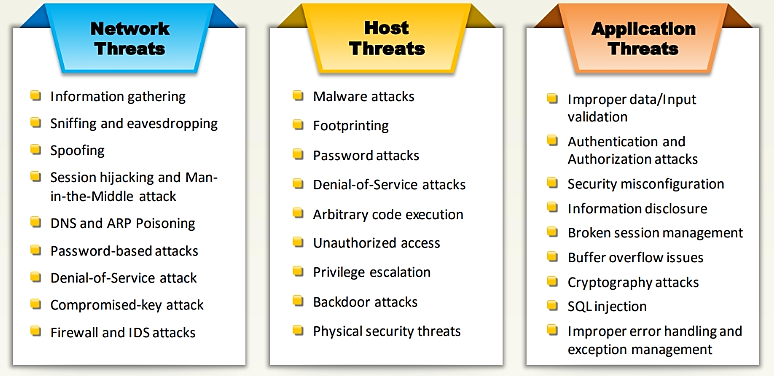 Network
Threats
Information gathering
Sniffing and eavesdropping
Spoofing
Session hijacking and Man-
in-the-Middle attack
DNS and ARP Poisoning
Password-based attacks
Denial-of-Service attack
Compromised-key attack
Firewall and IDS attacks
Host
Threats
Malware attacks
Footprinting
Password attacks
Denial-of-Service attacks
Arbitrary code execution
Unauthorized access
Privilege escalation
Backdoor attacks
Physical security threats
Application
Threats
Improper data/Input
validation
Authentication and
Authorization attacks
Security misconfiguration
Information disclosure
Broken session management
Buffer overflow issues
Cryptography attacks
SQL injection
Improper error handling and
exception management